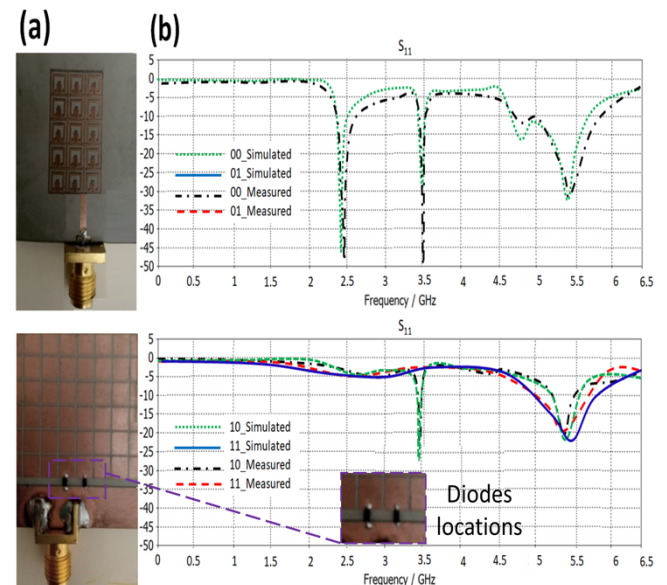 (a)
(b)
S11
5
0
-5
-10
-15
-20
-25
-30
-35
-40
-45
-50
00_Simulated
01_Simulated
00_Measured
01_Measured
0 0.5 1 1.5 2 2.5 3 3.5 4 4.5 5 5.5 6 6.5
Frequency / GHz
S11
5
0
-5
-10
-15
-20
-25
-30
-35
-40
-45
-50
10_Simulated
11_Simulated
10_Measured
11_Measured
Diodes
locations
0 0.5 1 1.5 2 2.5 3 3.5 4 4.5 5 5.5 6 6.5
Frequency / GHz